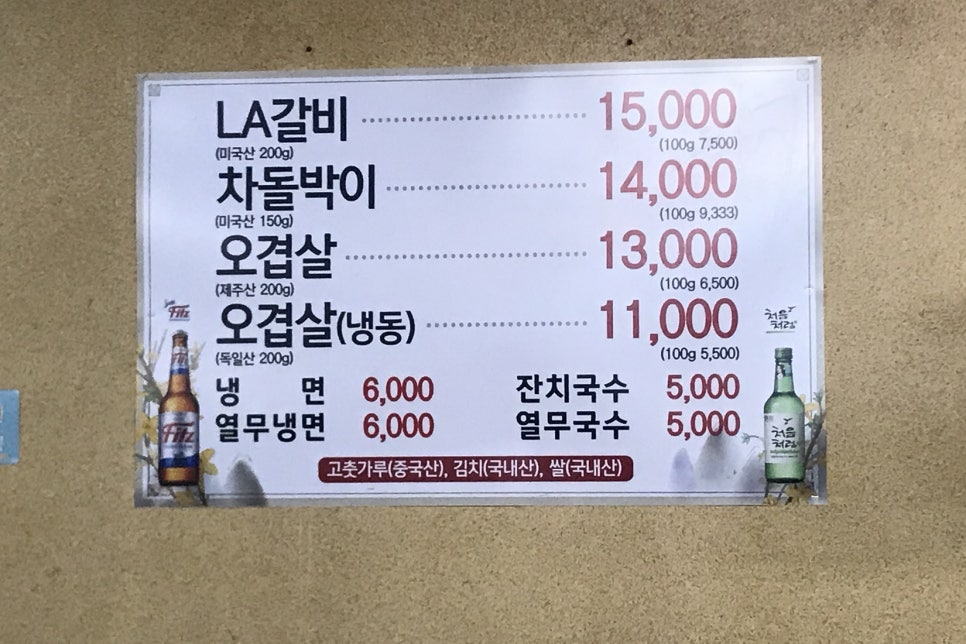 LA갈비 15,000
(미국산 200g) (100g 7,500)
차돌박이 14,000
(미국산 150g) (100g 9,333)
오겹살 13,000
(제주산 200g) (100g 6,500)
오겹살(냉동) 11,000
(독일산 200g) (100g 5,500)
냉 면 6,000 잔치국수 5,000
열무냉면 6,000 열무국수 5,000
고춧가루(중국산), 김치(국내산), 쌀(국내산)
Fitz
Fitz
처음처럼
처음처럼